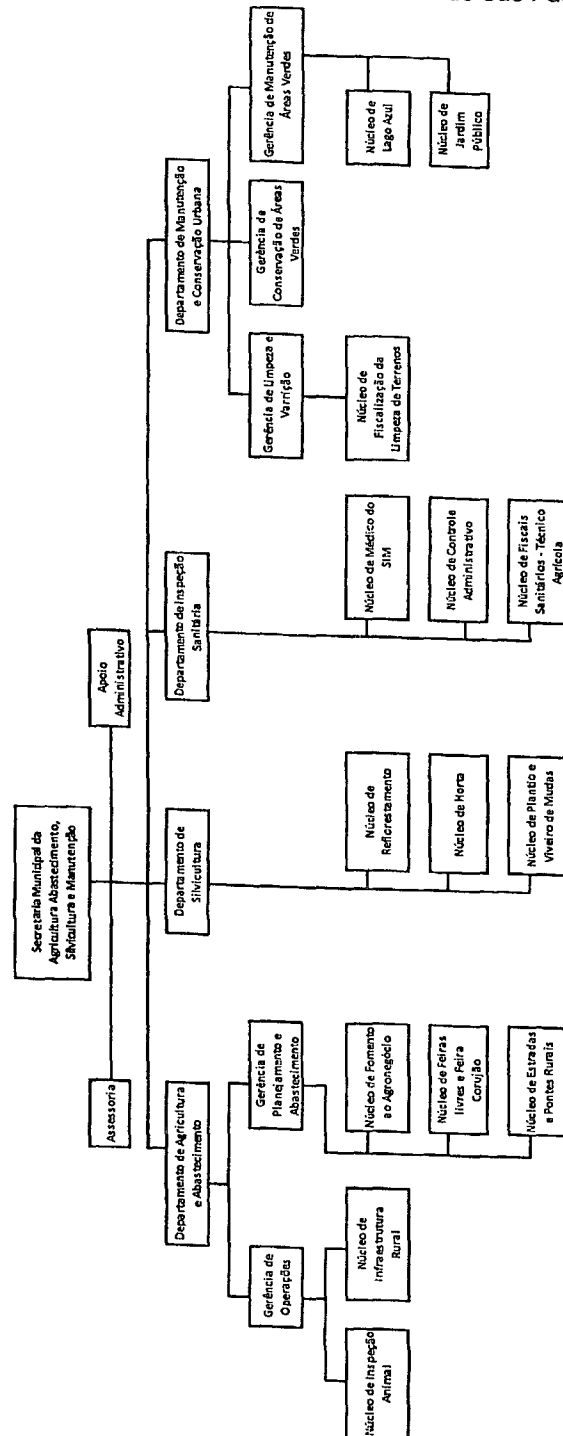 Secretaria Municipal da
Agricultura Abastecimento,
Silvicultura e Manutenção
Assessoria
Apoio
Administrativo
Departamento de Agricultura
e Abastecimento
Departamento de
Silvicultura
Departamento de Inspeção
Sanitária
Departamento de Manutenção
e Conservação Urbana
Gerência de
Operações
Gerência de
Planejamento e
Abastecimento
Gerência de Limpeza e
Varrição
Gerência de
Conservação de Áreas
Verdes
Gerência de Manutenção de
Áreas Verdes
Núcleo de Inspeção
Animal
Núcleo de
Infraestrutura
Rural
Núcleo de Fomento
ao Agronegócio
Núcleo de Feiras
livres e Feira
Corujão
Núcleo de Estradas
e Pontes Rurais
Núcleo de
Reflorestamento
Núcleo de Horta
Núcleo de Plantio e
Viveiro de Mudas
Núcleo de Médico do
SIM
Núcleo de Controle
Administrativo
Núcleo de Fiscais
Sanitários - Técnico
Agrícola
Núcleo de
Fiscalização da
Limpeza de Terrenos
Núcleo de
Lago Azul
Núcleo de
Jardim
Público